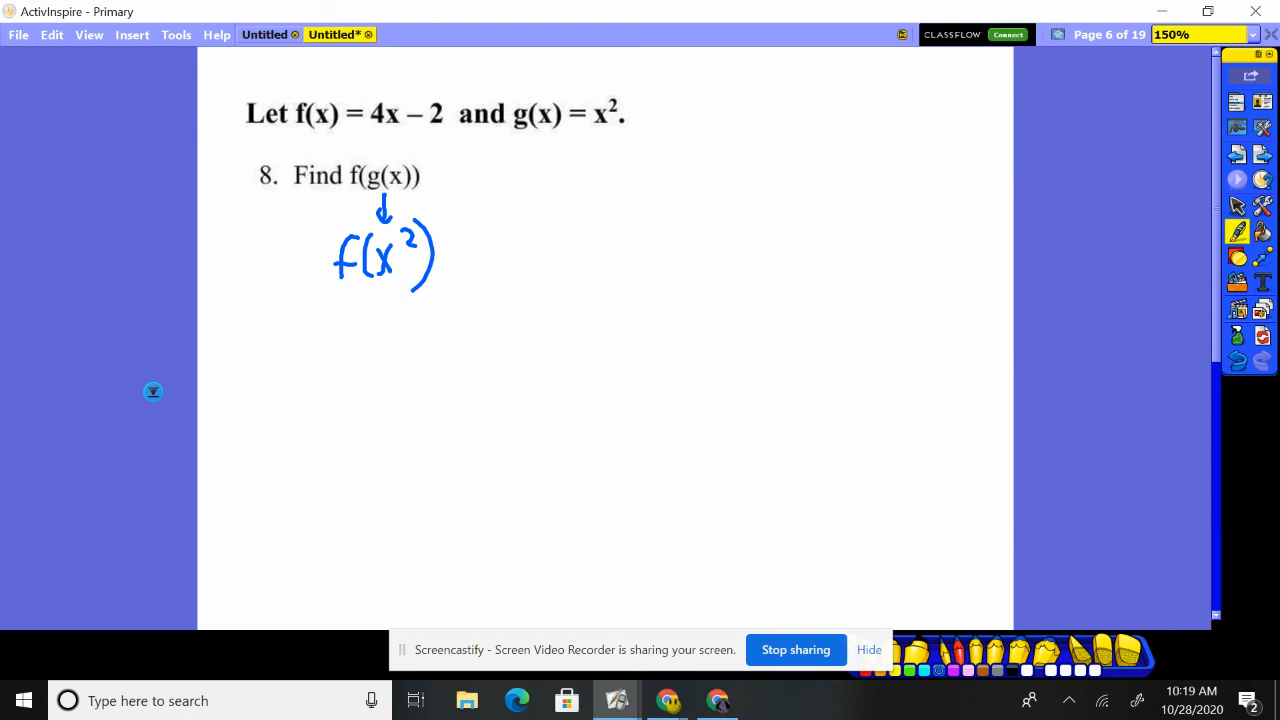 ActivInspire - Primary
File Edit View Insert Tools Help Untitled Untitled* CLASSFLOW Connect Page 6 of 19 150%
Let f(x) = 4x – 2 and g(x) = x².
8. Find f(g(x))
f(x²)
Screencastify - Screen Video Recorder is sharing your screen. Stop sharing Hide
Type here to search
10:19 AM
10/28/2020
2